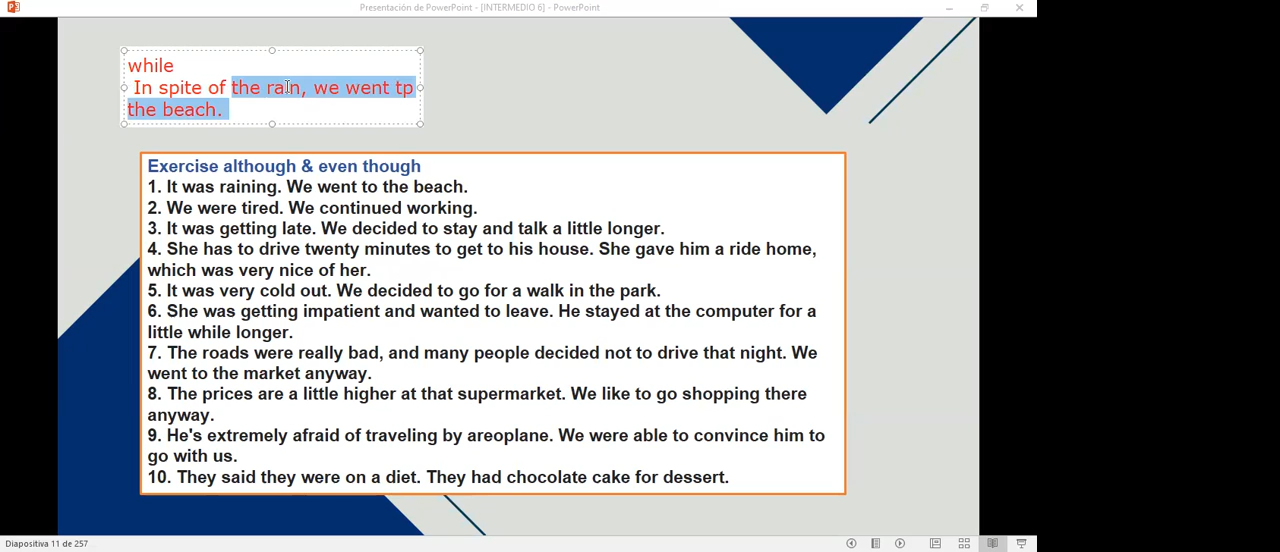 Presentación de PowerPoint - [INTERMEDIO 6] - PowerPoint
while
In spite of the rain, we went tp
the beach.
Exercise although & even though
1. It was raining. We went to the beach.
2. We were tired. We continued working.
3. It was getting late. We decided to stay and talk a little longer.
4. She has to drive twenty minutes to get to his house. She gave him a ride home,
which was very nice of her.
5. It was very cold out. We decided to go for a walk in the park.
6. She was getting impatient and wanted to leave. He stayed at the computer for a
little while longer.
7. The roads were really bad, and many people decided not to drive that night. We
went to the market anyway.
8. The prices are a little higher at that supermarket. We like to go shopping there
anyway.
9. He's extremely afraid of traveling by areoplane. We were able to convince him to
go with us.
10. They said they were on a diet. They had chocolate cake for dessert.
Diapositiva 11 de 257